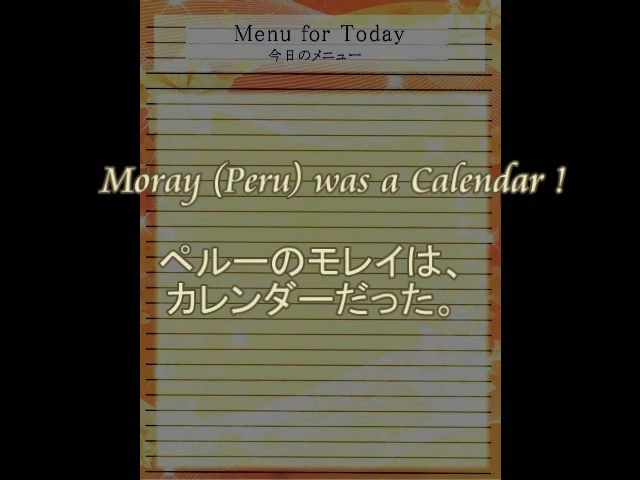 Menu for Today
今日のメニュー
Moray (Peru) was a Calendar !
ペルーのモレイは、
カレンダーだった。